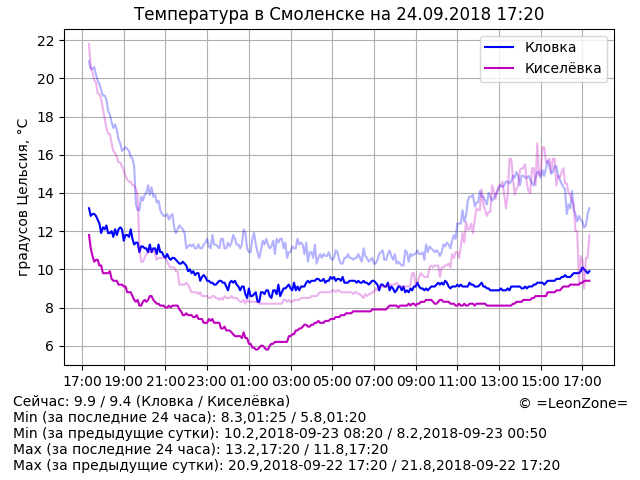 Температура в Смоленске на 24.09.2018 17:20
градусов Цельсия, °C
22
20
18
16
14
12
10
8
6
Кловка
Киселёвка
17:00 19:00 21:00 23:00 01:00 03:00 05:00 07:00 09:00 11:00 13:00 15:00 17:00
Сейчас: 9.9 / 9.4 (Кловка / Киселёвка)
© =LeonZone=
Min (за последние 24 часа): 8.3,01:25 / 5.8,01:20
Min (за предыдущие сутки): 10.2,2018-09-23 08:20 / 8.2,2018-09-23 00:50
Max (за последние 24 часа): 13.2,17:20 / 11.8,17:20
Max (за предыдущие сутки): 20.9,2018-09-22 17:20 / 21.8,2018-09-22 17:20